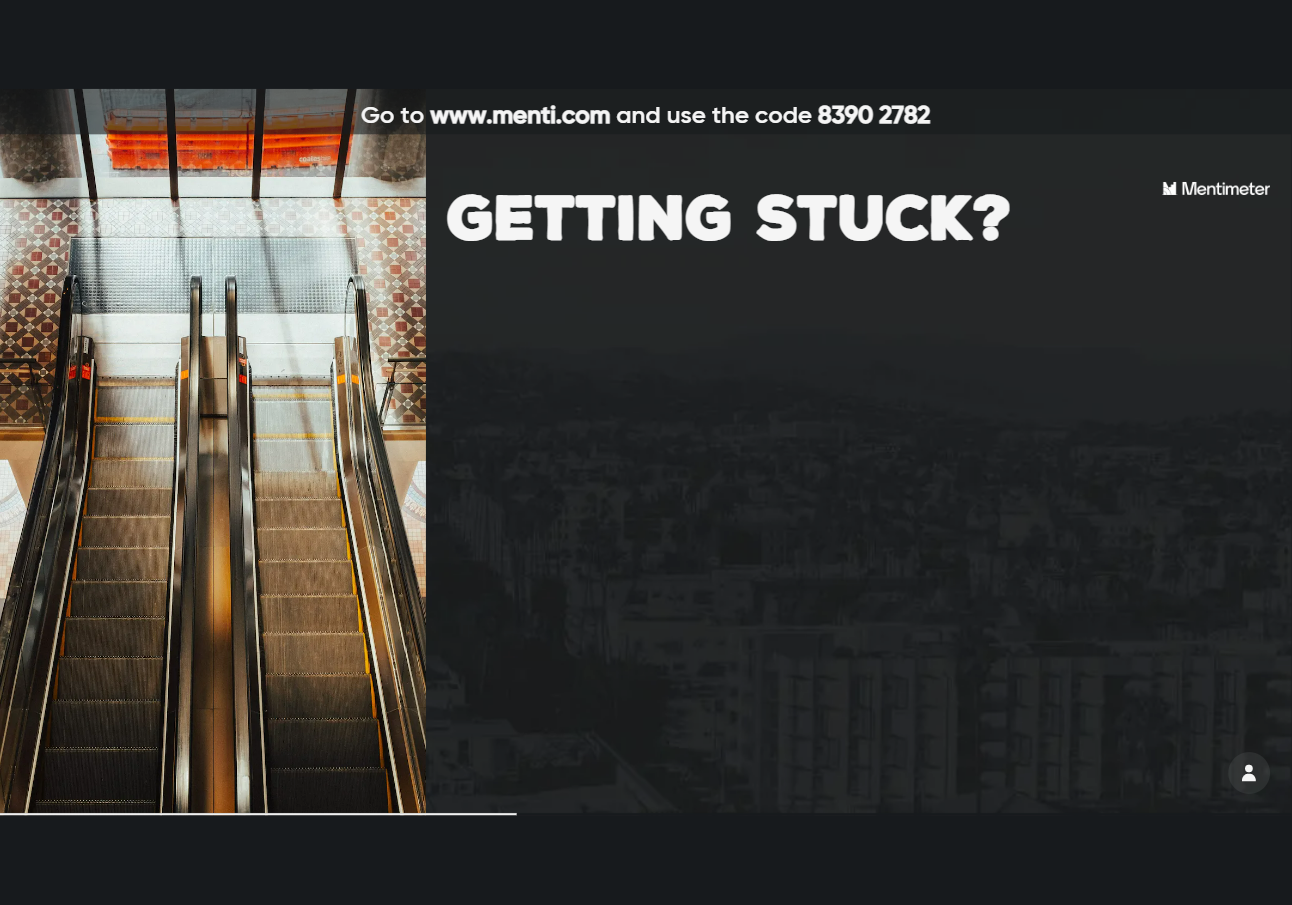 Go to www.menti.com and use the code 8390 2782
Mentimeter
GETTING STUCK?